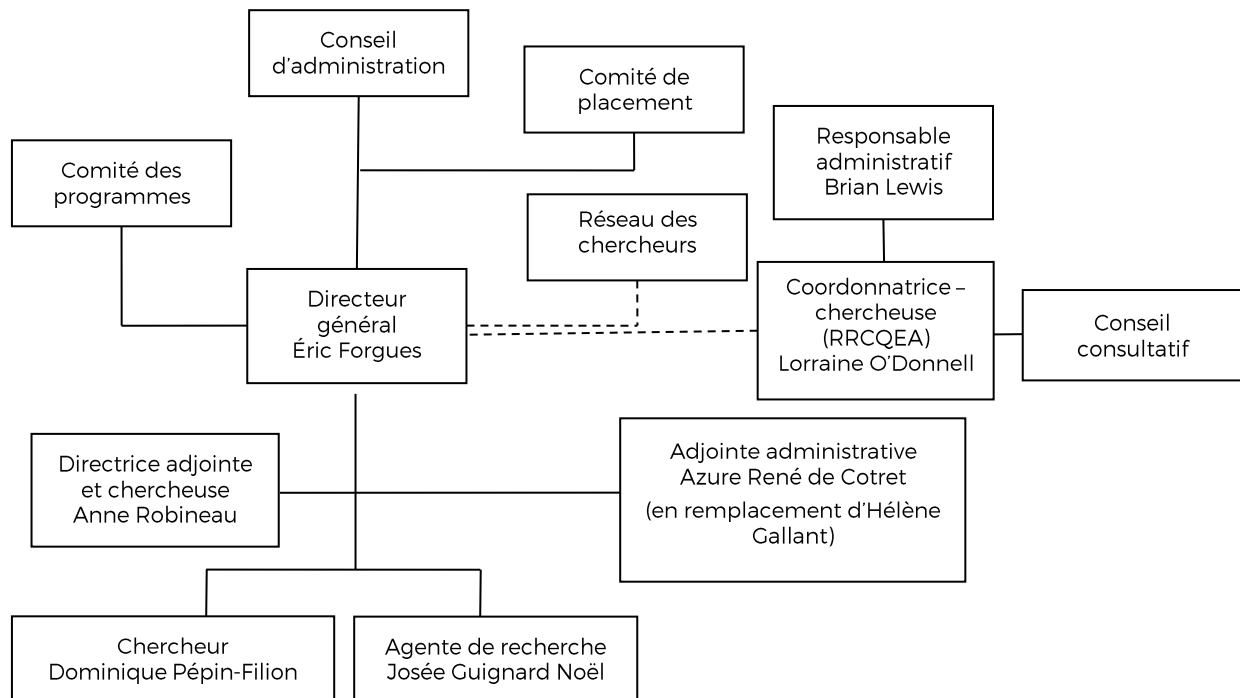 Conseil
d'administration
Comité de
placement
Responsable
administratif
Brian Lewis
Comité des
programmes
Réseau des
chercheurs
Directeur
général
Éric Forgues
Coordonnatrice –
chercheuse
(RRCQEA)
Lorraine O'Donnell
Conseil
consultatif
Directrice adjointe
et chercheuse
Anne Robineau
Adjointe administrative
Azure René de Cotret
(en remplacement d'Hélène
Gallant)
Chercheur
Dominique Pépin-Filion
Agente de recherche
Josée Guignard Noël